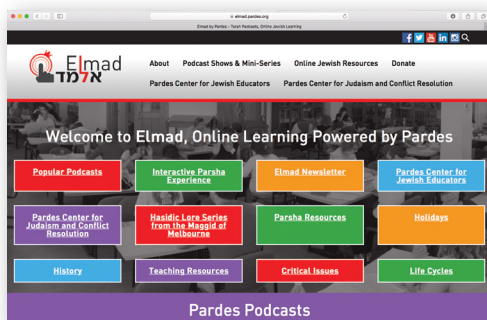 elmad.pardes.org
Elmad by Pardes - Torah Podcasts, Online Jewish Learning
Elmad
אלמד
About Podcast Shows & Mini-Series Online Jewish Resources Donate
Pardes Center for Jewish Educators Pardes Center for Judaism and Conflict Resolution
Welcome to Elmad, Online Learning Powered by Pardes
Popular Podcasts
Interactive Parsha
Experience
Elmad Newsletter
Pardes Center for
Jewish Educators
Pardes Center for
Judaism and Conflict
Resolution
Hasidic Lore Series
from the Maggid of
Melbourne
Parsha Resources
Holidays
History
Teaching Resources
Critical Issues
Life Cycles
Pardes Podcasts